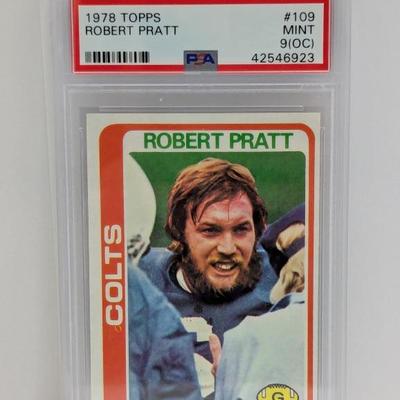 1978 TOPPS #109
ROBERT PRATT MINT
9(OC)
PSA 42546923
ROBERT PRATT
COLTS
G